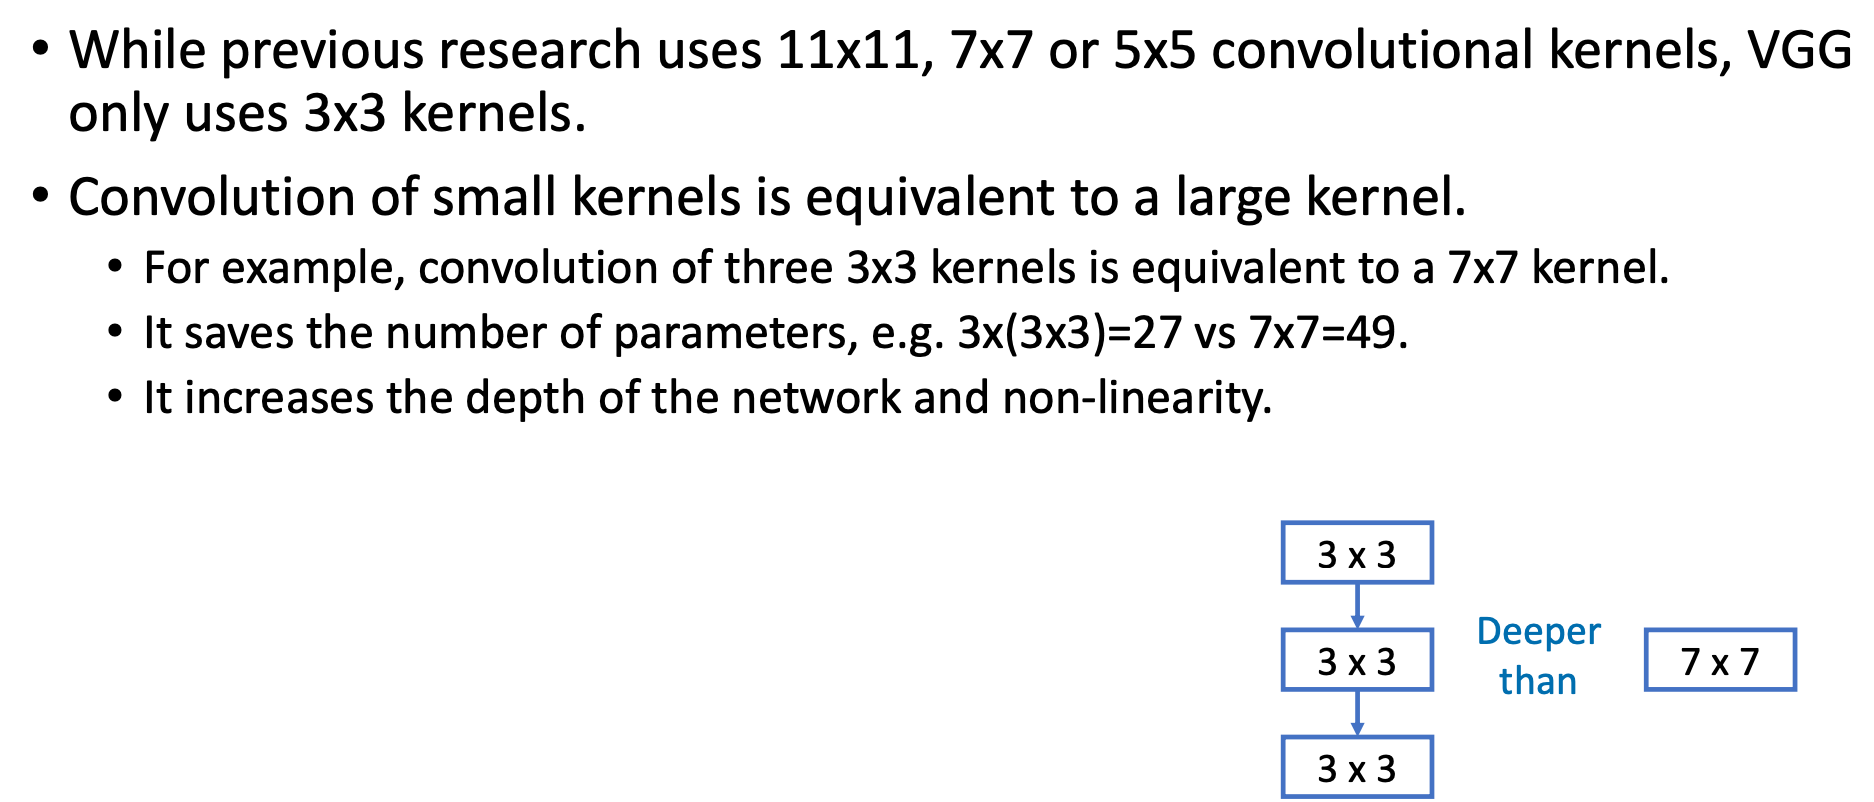 • While previous research uses 11x11, 7x7 or 5x5 convolutional kernels, VGG
only uses 3x3 kernels.
• Convolution of small kernels is equivalent to a large kernel.
• For example, convolution of three 3x3 kernels is equivalent to a 7x7 kernel.
• It saves the number of parameters, e.g. 3x(3x3)=27 vs 7x7=49.
• It increases the depth of the network and non-linearity.
3 x 3
3 x 3
3 x 3
Deeper
than
7 x 7